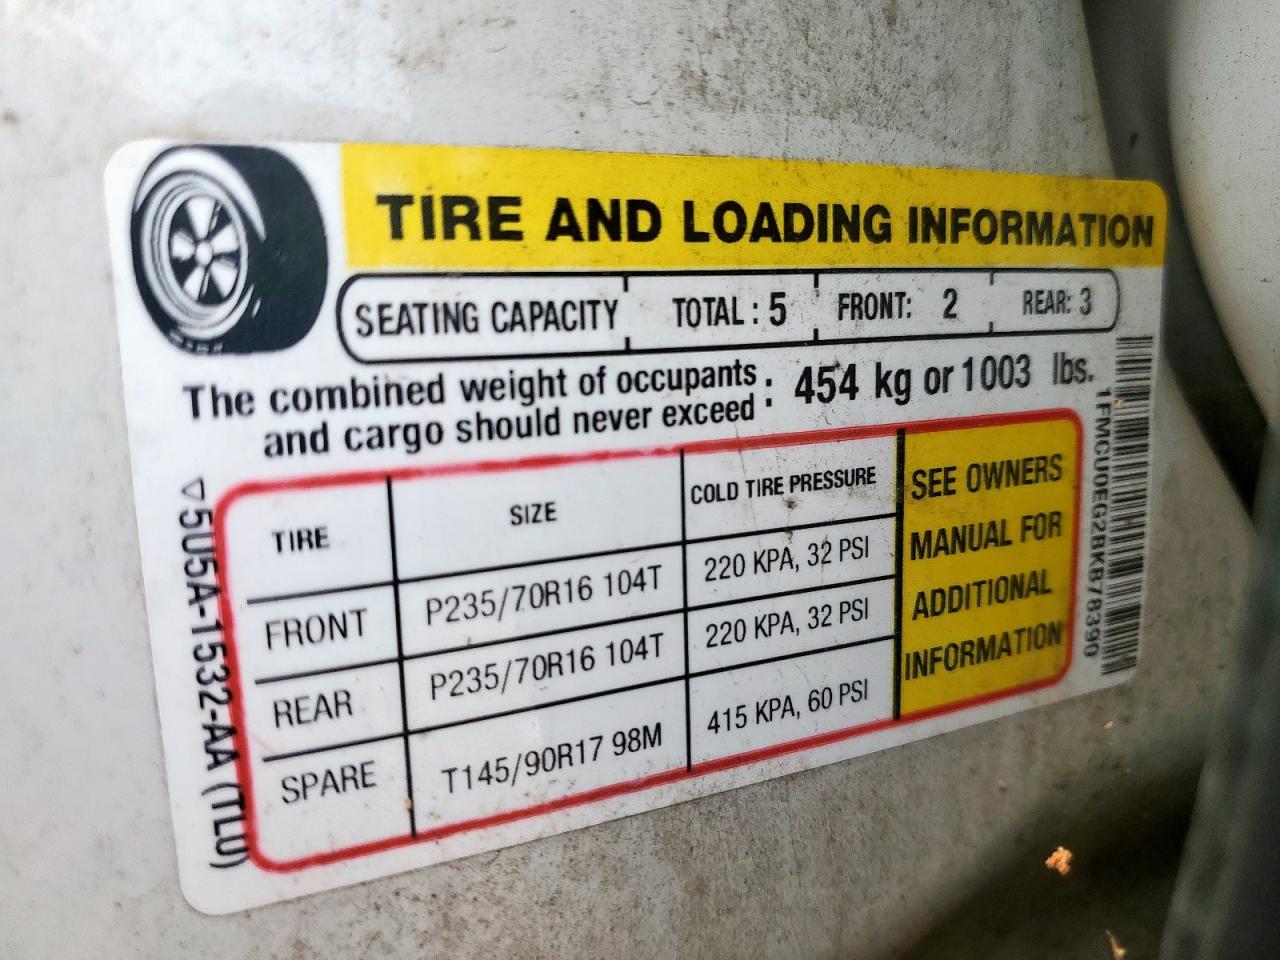 TIRE AND LOADING INFORMATION
SEATING CAPACITY TOTAL : 5 FRONT: 2 REAR: 3
The combined weight of occupants : 454 kg or 1003 lbs.
and cargo should never exceed :
TIRE SIZE COLD TIRE PRESSURE
FRONT P235/70R16 104T 220 KPA, 32 PSI
REAR P235/70R16 104T 220 KPA, 32 PSI
SPARE T145/90R17 98M 415 KPA, 60 PSI
SEE OWNERS
MANUAL FOR
ADDITIONAL
INFORMATION
5U5A-1532-AA (TLU)
1FMCU0EG2BKB78390